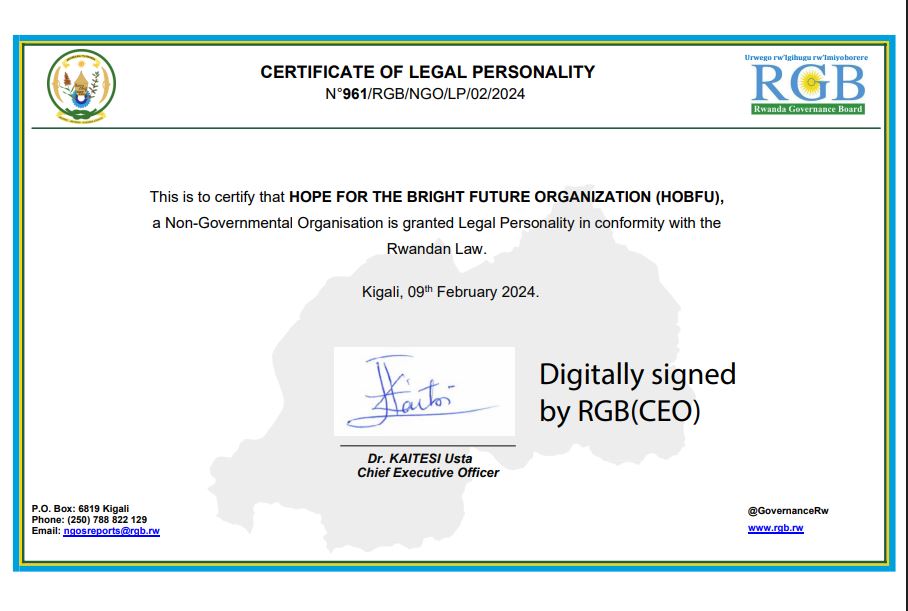 CERTIFICATE OF LEGAL PERSONALITY
N°961/RGB/NGO/LP/02/2024
Urwego rw'Igihugu rw'Imiyoborere
RGB
Rwanda Governance Board
This is to certify that HOPE FOR THE BRIGHT FUTURE ORGANIZATION (HOBFU),
a Non-Governmental Organisation is granted Legal Personality in conformity with the
Rwandan Law.
Kigali, 09th February 2024.
Digitally signed
by RGB(CEO)
Dr. KAITESI Usta
Chief Executive Officer
P.O. Box: 6819 Kigali
Phone: (250) 788 822 129
Email: ngosreports@rgb.rw
@GovernanceRw
www.rgb.rw